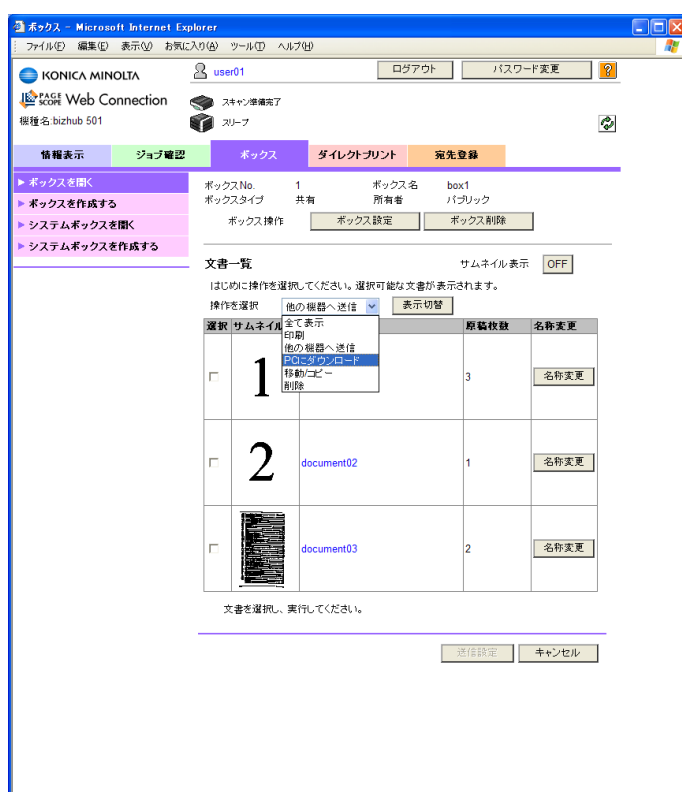 ボックス - Microsoft Internet Explorer
ファイル(F) 編集(E) 表示(V) お気に入り(A) ツール(T) ヘルプ(H)
KONICA MINOLTA
user01
ログアウト
パスワード変更
?
PAGE SCOPE Web Connection
スキャン準備完了
機種名:bizhub 501
スリープ
情報表示 ジョブ確認 ボックス ダイレクトプリント 宛先登録
ボックスを開く
ボックスを作成する
システムボックスを開く
システムボックスを作成する
ボックスNo. 1 ボックス名 box1
ボックスタイプ 共有 所有者 パブリック
ボックス操作 ボックス設定 ボックス削除
文書一覧 サムネイル表示 OFF
はじめに操作を選択してください。選択可能な文書が表示されます。
操作を選択 他の機器へ送信 表示切替
選択 サムネイル 原稿枚数 名称変更
全て表示
印刷
他の機器へ送信
PCにダウンロード
移動/コピー
削除
1 3 名称変更
2 document02 1 名称変更
document03 2 名称変更
文書を選択し、実行してください。
送信設定 キャンセル